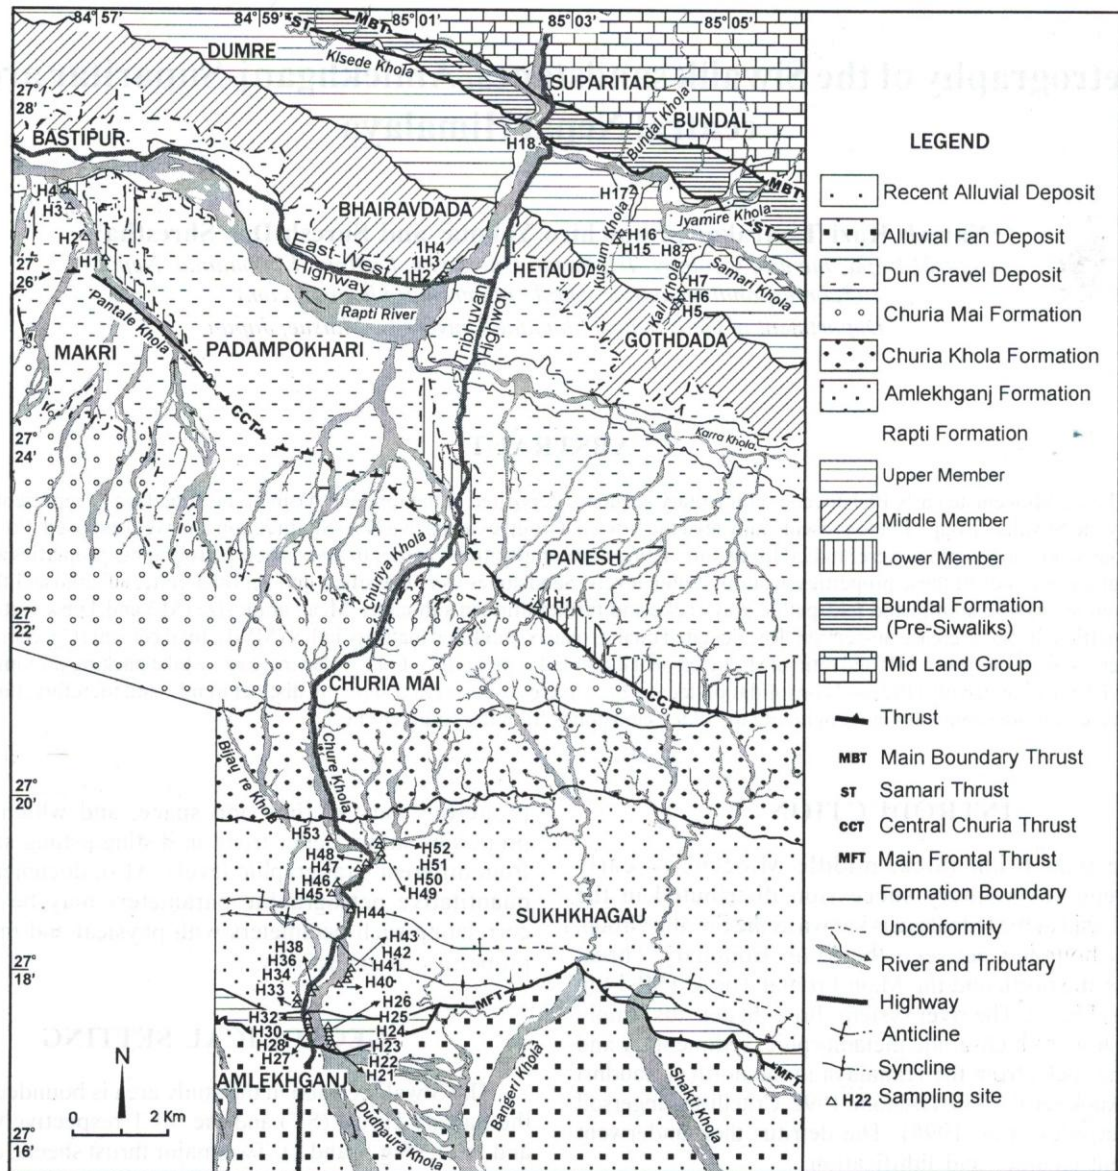 84°57'
84°59'
85°01'
85°03'
85°05'
27°
28'
27°
26'
27°
24'
27°
22'
27°
20'
27°
18'
27°
16'
DUMRE
ST
MBT
Kisede Khola
SUPARITAR
BUNDAL
Bundal Khola
BASTIPUR
H18
MBT
ST
H17
Jyamire Khola
H4
H3
H2
H1
BHAIRAVDADA
Kusum Khola
H16
H15
H8
Samari Khola
East-West
Highway
1H4
1H3
1H2
HETAUDA
Kali Khola
H7
H6
H5
Rapti River
Tribhuvan
Highway
GOTHDADA
Pantale Khola
MAKRI
PADAMPOKHARI
CCT
Karra Khola
PANESH
1H1
Churiya Khola
CHURIA MAI
CC
Chure Khola
H53
H52
H51
H50
H49
H48
H47
H46
H45
H44
SUKHKHAGAU
H38
H36
H34
H33
H43
H42
H41
H40
H32
H30
H28
H27
H26
H25
H24
H23
H22
H21
MFT
MFT
AMLEKHGANJ
Dudhaura Khola
Bangeri Khola
Shakti Khola
N
0 2 Km
LEGEND
Recent Alluvial Deposit
Alluvial Fan Deposit
Dun Gravel Deposit
Churia Mai Formation
Churia Khola Formation
Amlekhganj Formation
Rapti Formation
Upper Member
Middle Member
Lower Member
Bundal Formation
(Pre-Siwaliks)
Mid Land Group
Thrust
MBT Main Boundary Thrust
ST Samari Thrust
CCT Central Churia Thrust
MFT Main Frontal Thrust
Formation Boundary
Unconformity
River and Tributary
Highway
Anticline
Syncline
H22 Sampling site